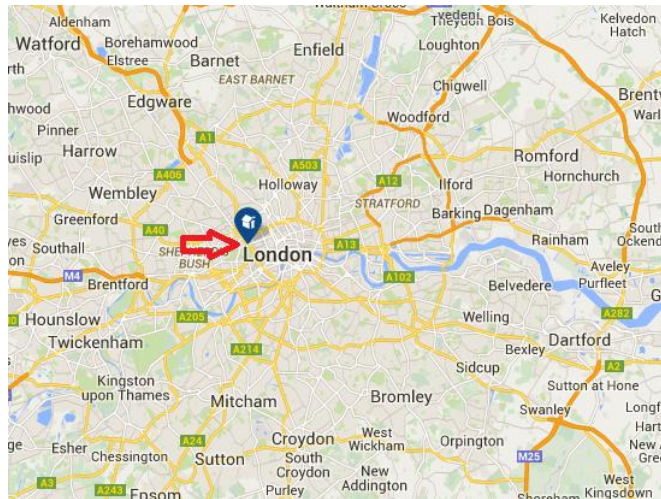 Aldenham
Theydon Bois
Kelvedon
Hatch
Watford
Borehamwood
Enfield
Loughton
Elstree
Barnet
EAST BARNET
Chigwell
Edgware
Woodford
Pinner
A1
Romford
Harrow
A503
Hornchurch
A406
Holloway
A12
Ilford
Wembley
STRATFORD
Greenford
Barking
Dagenham
A40
A13
Rainham
Southall
BUSH
London
M4
A102
Aveley
Brentford
Belvedere
Purfleet
A282
Hounslow
A205
Welling
Twickenham
Dartford
A214
Bexley
A2
Sidcup
Kingston
upon Thames
Sutton at Hone
Mitcham
Bromley
Swanley
A24
Croydon
West
Wickham
Orpington
Esher
Chessington
Sutton
South
Croydon
M25
New
Addington
A3
A243
Epsom
Purley
West
Kingsdown